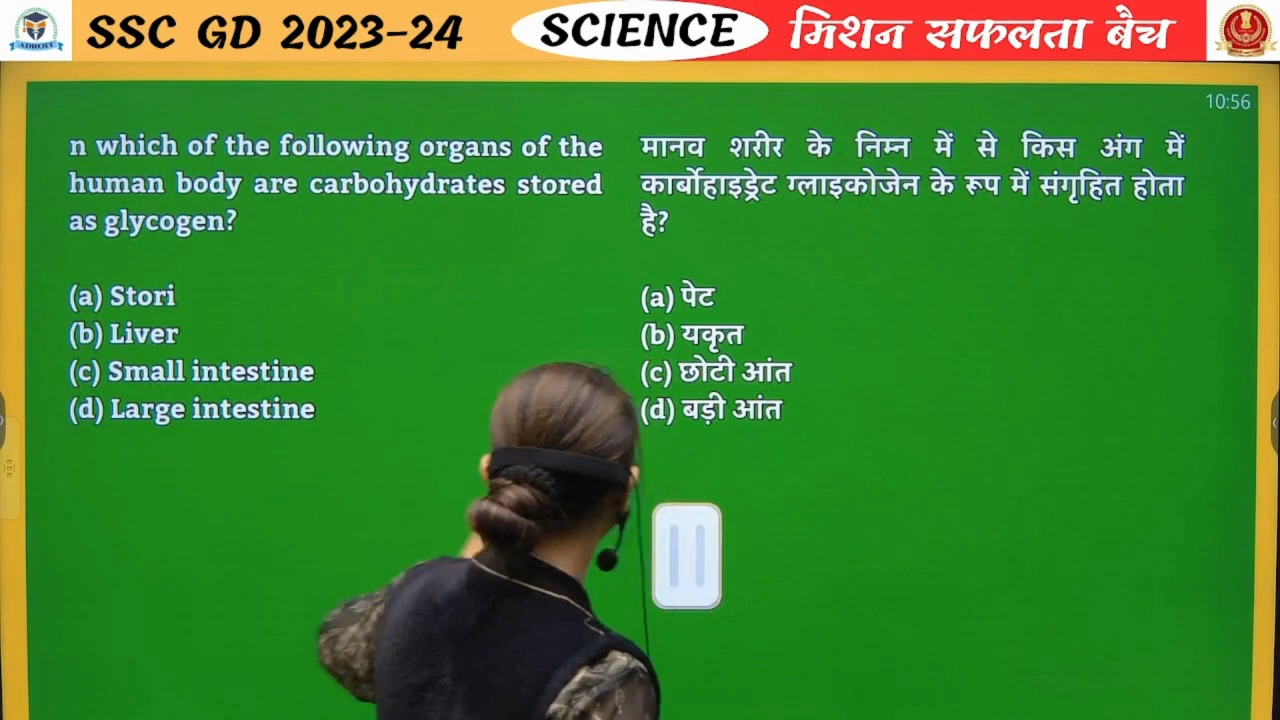 SSC GD 2023-24
SCIENCE
मिशन सफलता बैच
ADROIT
10:56
n which of the following organs of the
human body are carbohydrates stored
as glycogen?
(a) Stori
(b) Liver
(c) Small intestine
(d) Large intestine
मानव शरीर के निम्न में से किस अंग में
कार्बोहाइड्रेट ग्लाइकोजेन के रूप में संगृहित होता
है?
(a) पेट
(b) यकृत
(c) छोटी आंत
(d) बड़ी आंत